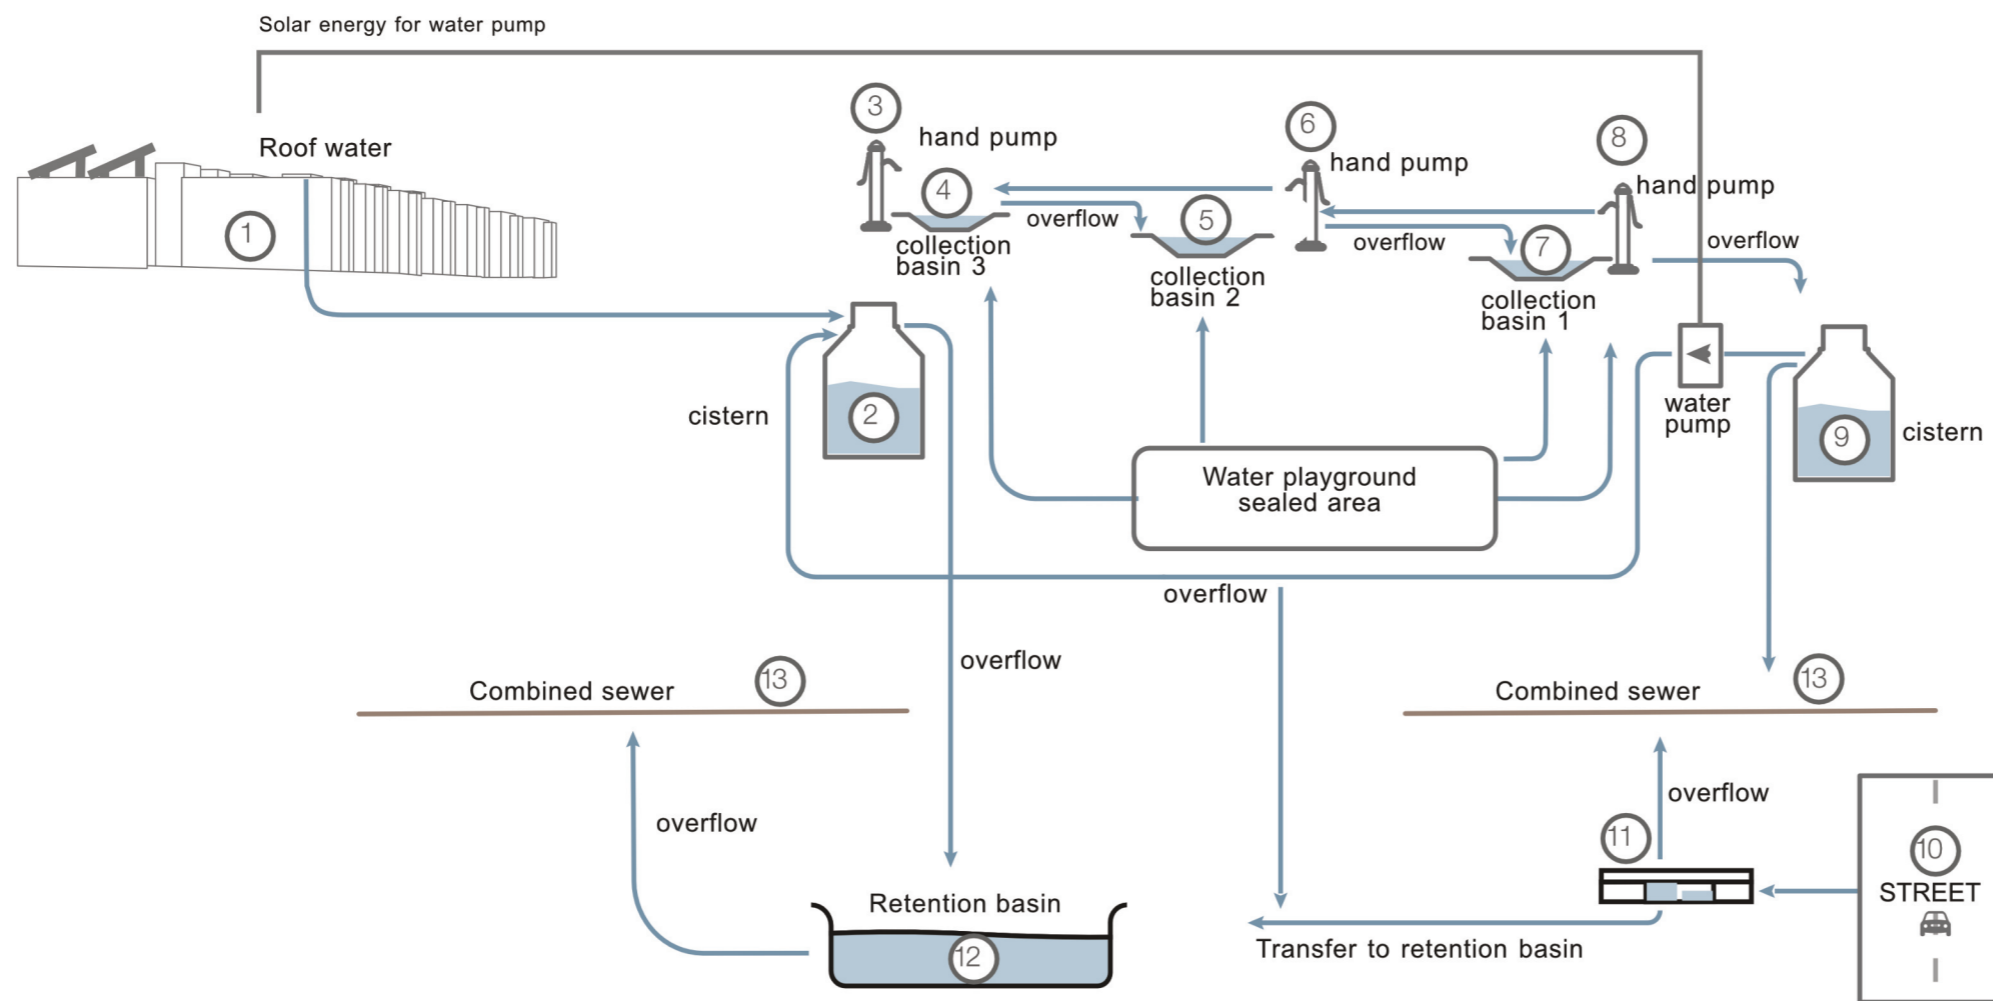 Solar energy for water pump
Roof water
1
3
hand pump
4
overflow
collection
basin 3
5
collection
basin 2
6
hand pump
overflow
7
collection
basin 1
8
hand pump
overflow
cistern
2
water
pump
9
cistern
Water playground
sealed area
overflow
overflow
Combined sewer
13
Combined sewer
13
overflow
overflow
11
10
STREET
Retention basin
12
Transfer to retention basin